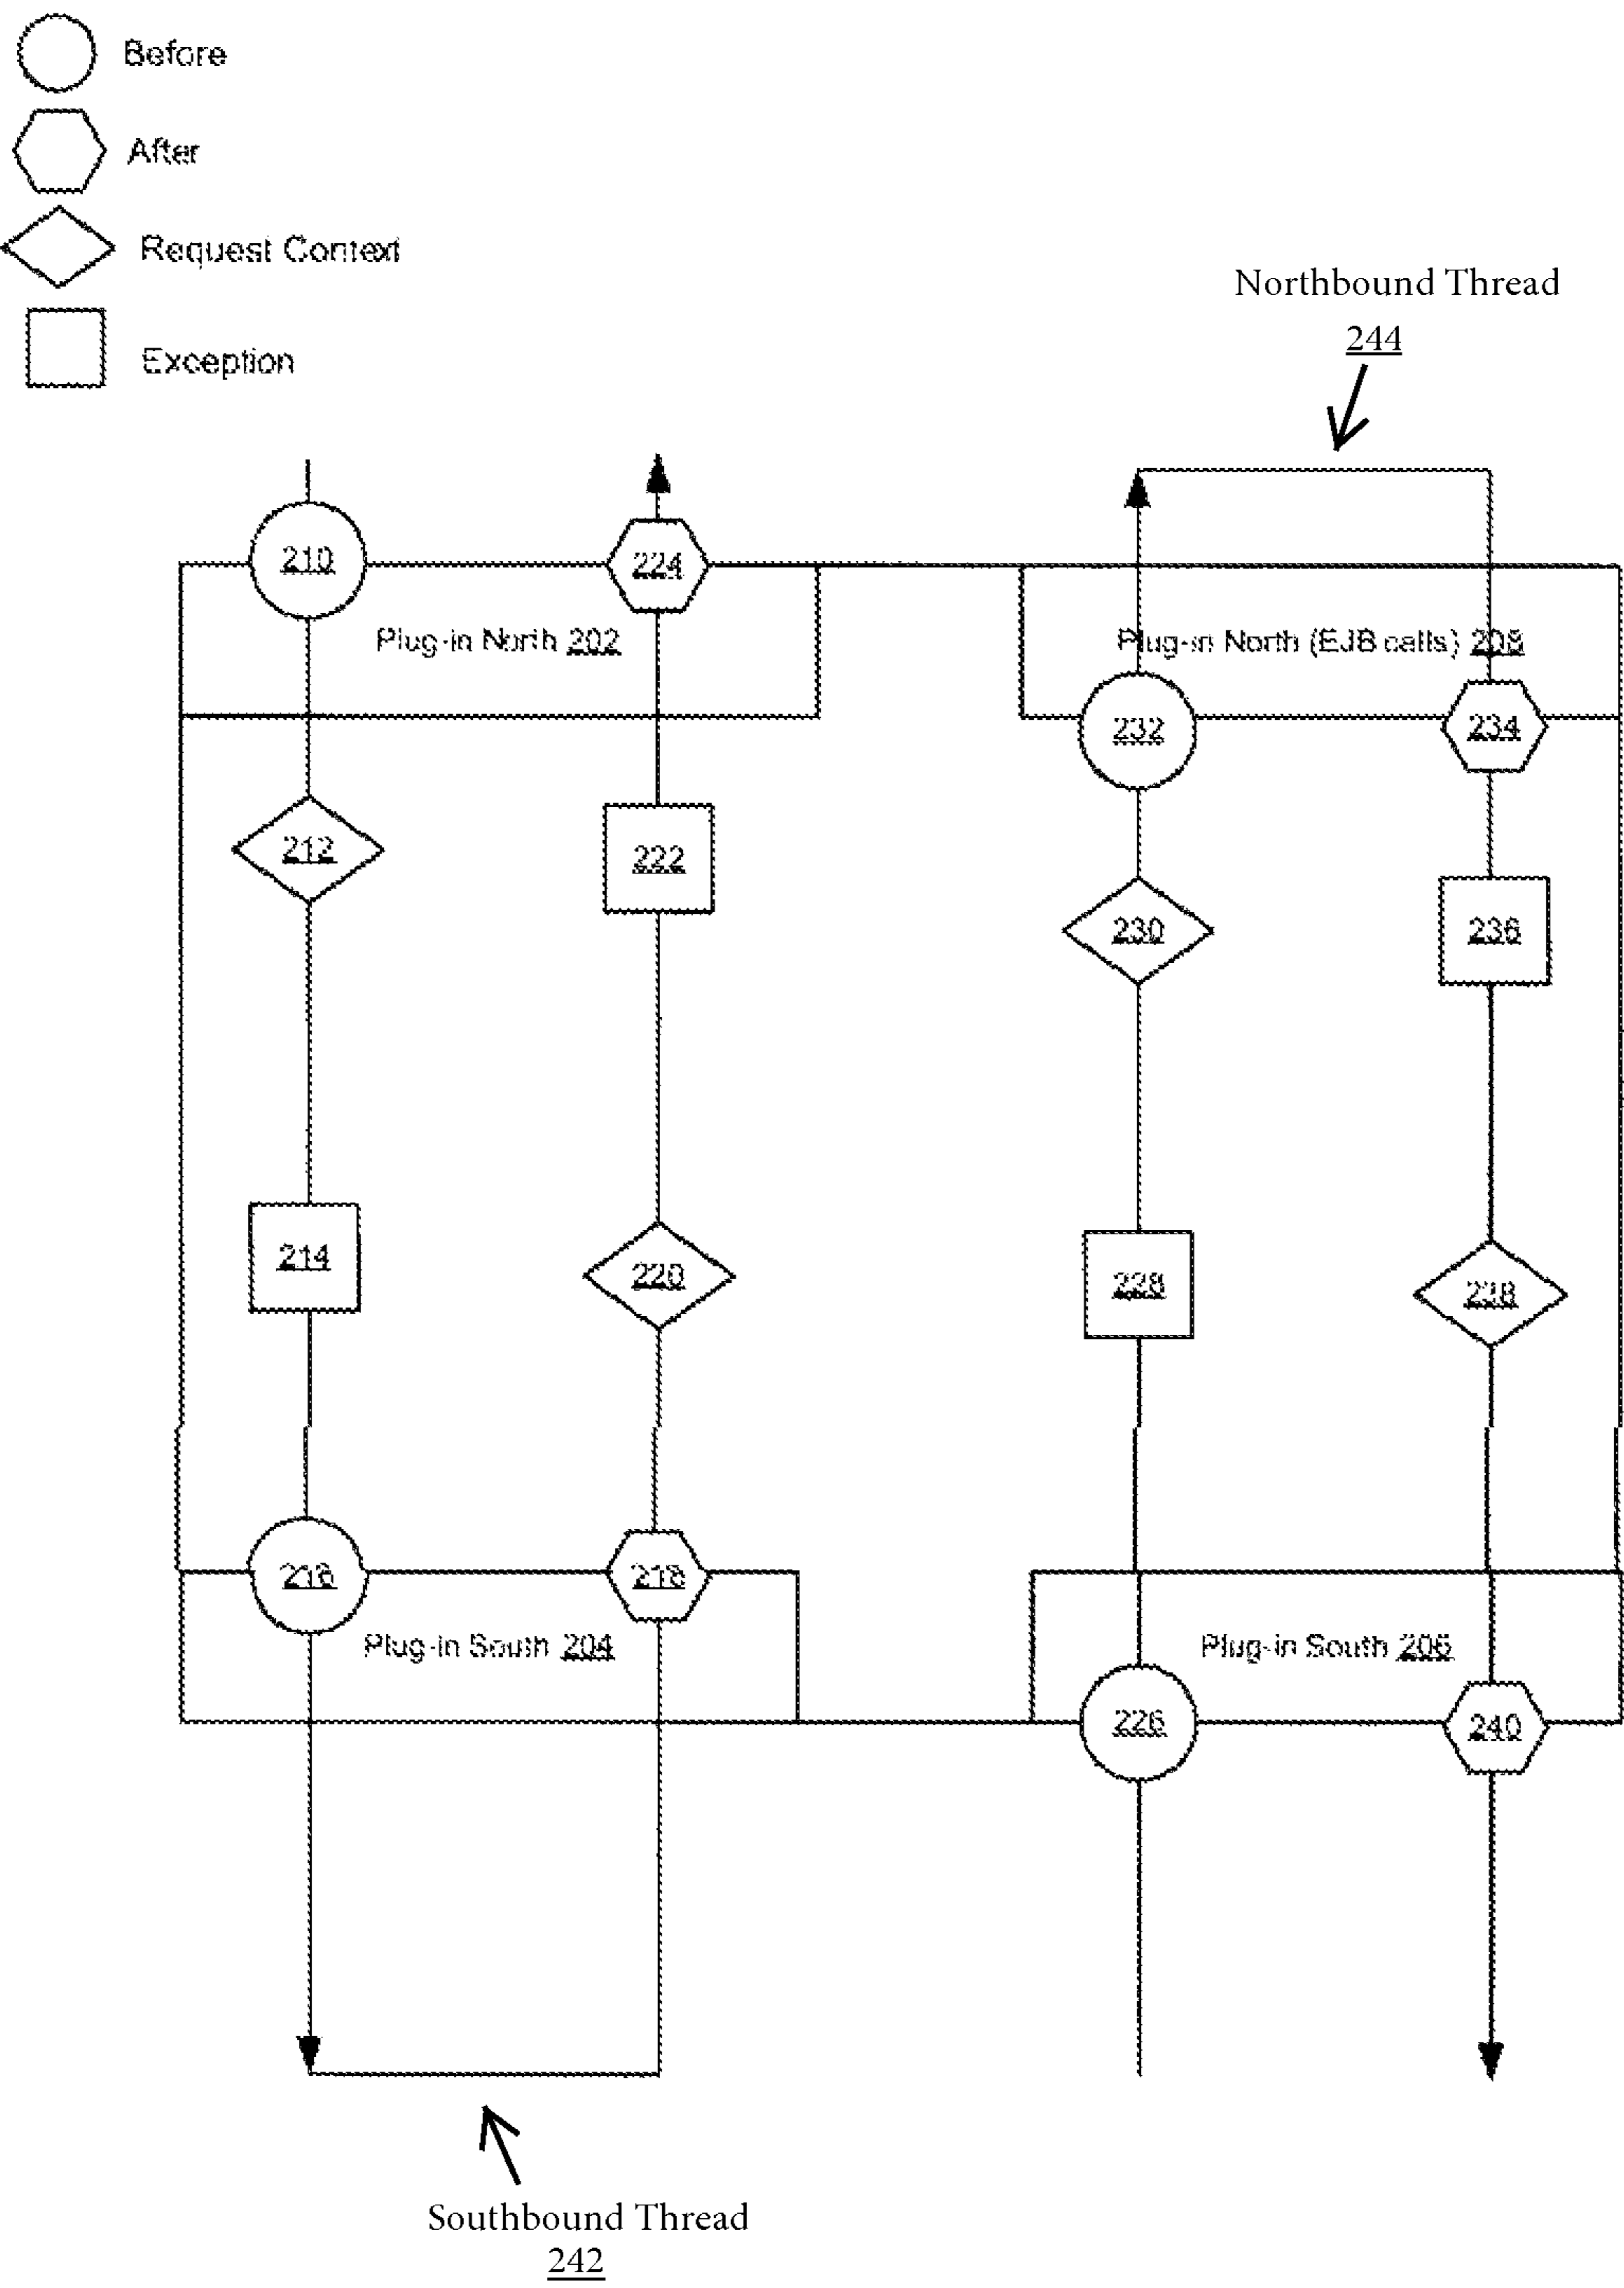 Before
After
Request Context
Exception
Northbound Thread
244
210
224
Plug-in North 202
Plug-in North (EJB calls) 208
232
234
212
222
230
236
214
220
228
238
216
218
Plug-in South 204
Plug-in South 206
226
240
Southbound Thread
242